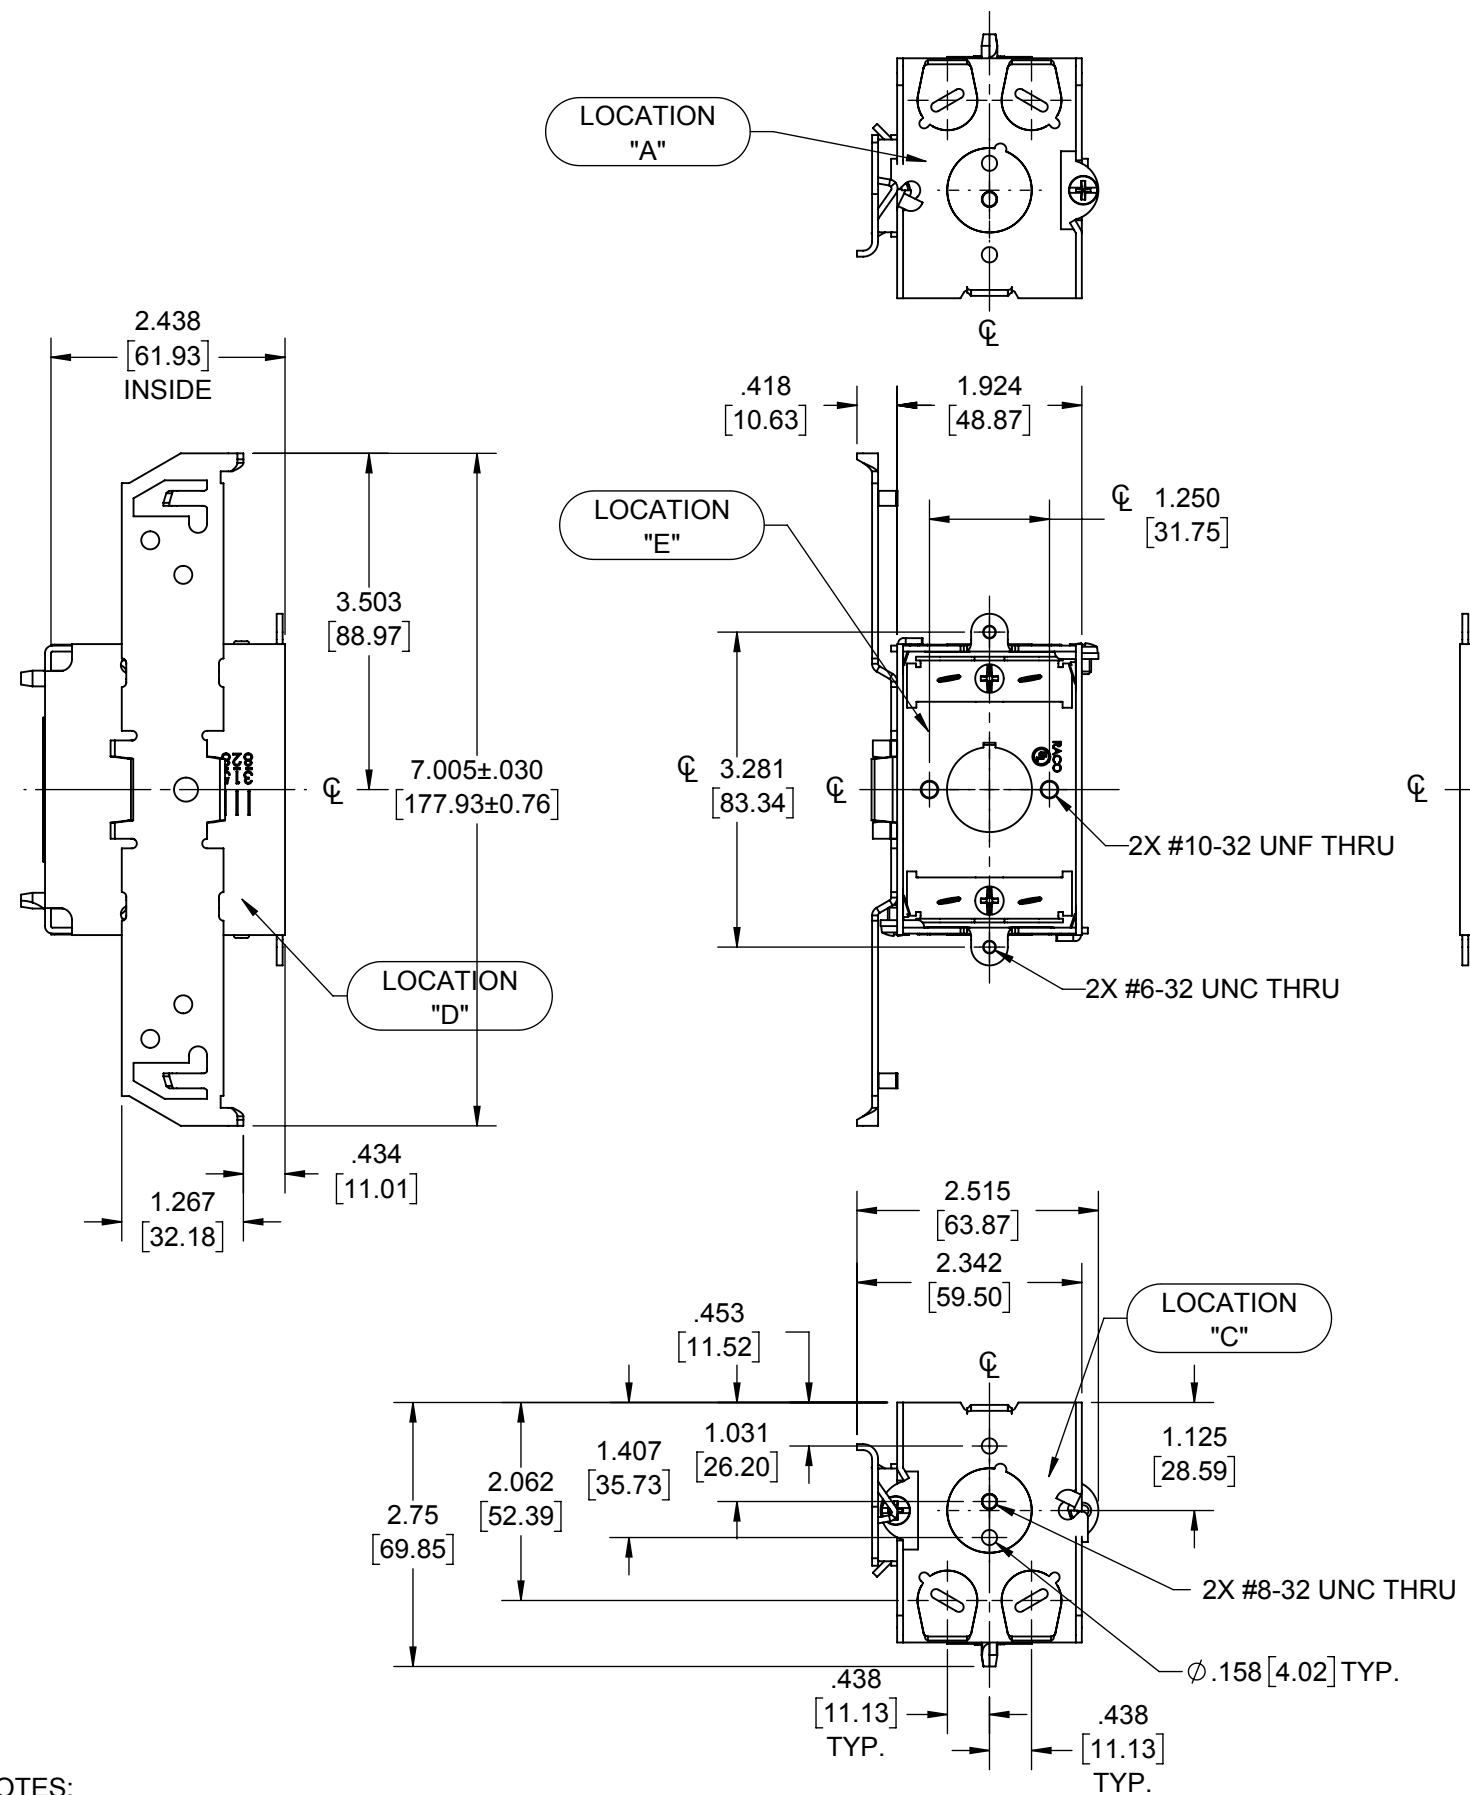 LOCATION
"A"
℄
2.438
[61.93]
INSIDE
.418
[10.63]
1.924
[48.87]
LOCATION
"E"
℄ 1.250
[31.75]
3.503
[88.97]
RACO
UL
7.005±.030
[177.93±0.76]
℄
℄ 3.281
[83.34]
℄
℄
2X #10-32 UNF THRU
LOCATION
"D"
2X #6-32 UNC THRU
.434
[11.01]
1.267
[32.18]
2.515
[63.87]
2.342
[59.50]
.453
[11.52]
LOCATION
"C"
℄
1.031
[26.20]
1.407
[35.73]
2.062
[52.39]
2.75
[69.85]
1.125
[28.59]
2X #8-32 UNC THRU
⌀.158[4.02]TYP.
.438
[11.13]
TYP.
.438
[11.13]
TYP.
OTES: